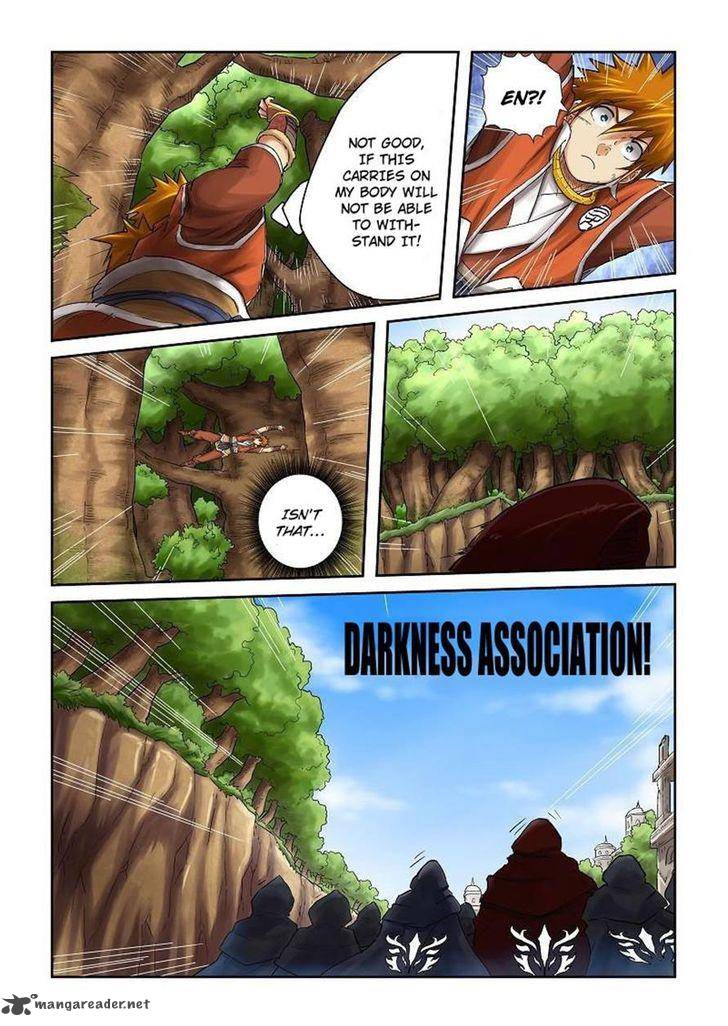 NOT GOOD,
IF THIS
CARRIES ON
MY BODY WILL
NOT BE ABLE
TO WITH-
STAND IT!
EN?!
ISN'T
THAT...
DARKNESS ASSOCIATION!
mangareader.net